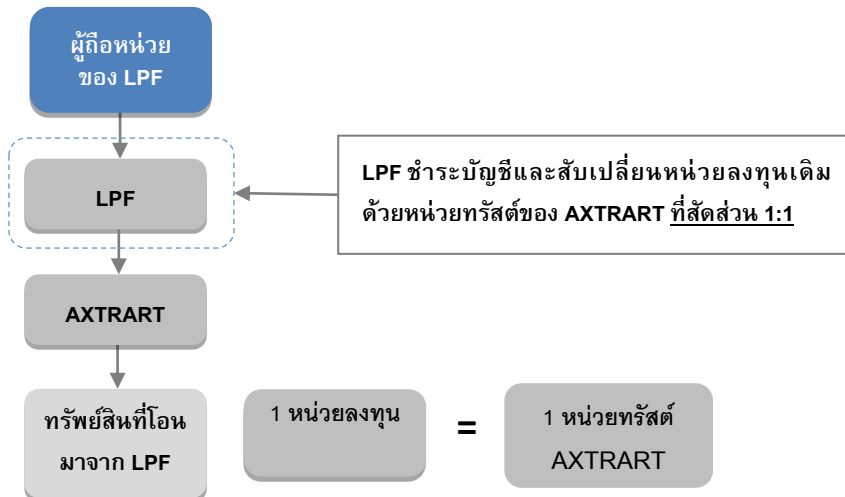 ผู้ถือหน่วย
ของ LPF
LPF
LPF ชำระบัญชีและสับเปลี่ยนหน่วยลงทุนเดิม
ด้วยหน่วยทรัสต์ของ AXTRART ที่สัดส่วน 1:1
AXTRART
ทรัพย์สินที่โอน
มาจาก LPF
1 หน่วยลงทุน
=
1 หน่วยทรัสต์
AXTRART